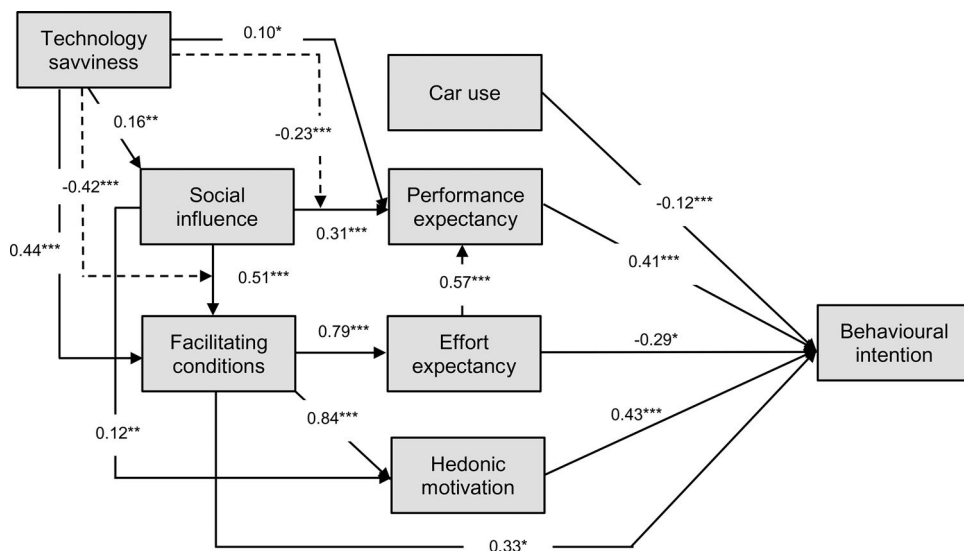 Technology
savviness
0.10*
Car use
0.16**
-0.23***
-0.42***
Social
influence
Performance
expectancy
-0.12***
0.31***
0.41***
0.44***
0.51***
0.57***
Facilitating
conditions
0.79***
Effort
expectancy
-0.29*
Behavioural
intention
0.84***
0.43***
0.12**
Hedonic
motivation
0.33*